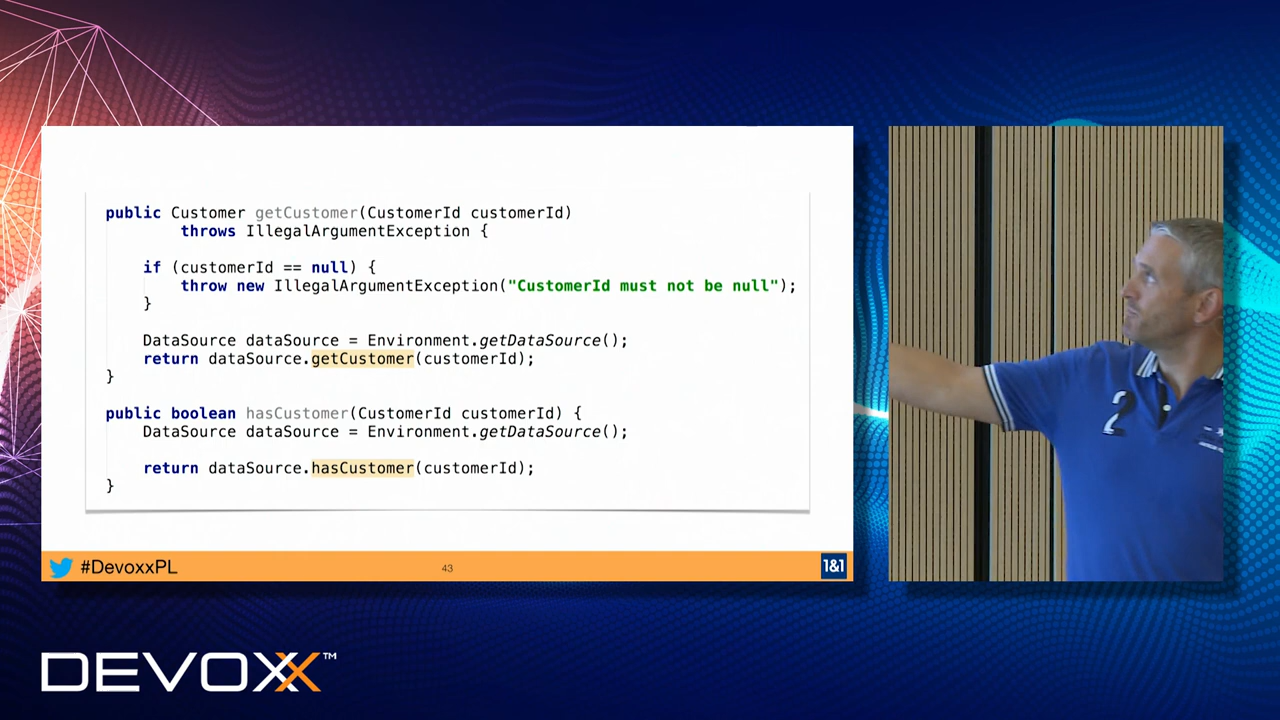 public Customer getCustomer(CustomerId customerId)
throws IllegalArgumentException {
if (customerId == null) {
throw new IllegalArgumentException("CustomerId must not be null");
}
DataSource dataSource = Environment.getDataSource();
return dataSource.getCustomer(customerId);
}
public boolean hasCustomer(CustomerId customerId) {
DataSource dataSource = Environment.getDataSource();
return dataSource.hasCustomer(customerId);
}
#DevoxxPL
43
1&1
2
DEVOXX™